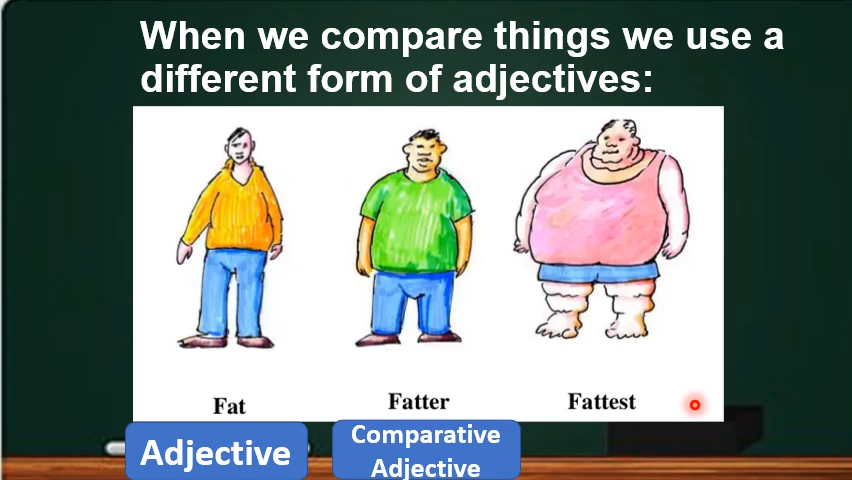 When we compare things we use a
different form of adjectives:
Fat
Fatter
Fattest
Adjective
Comparative
Adjective